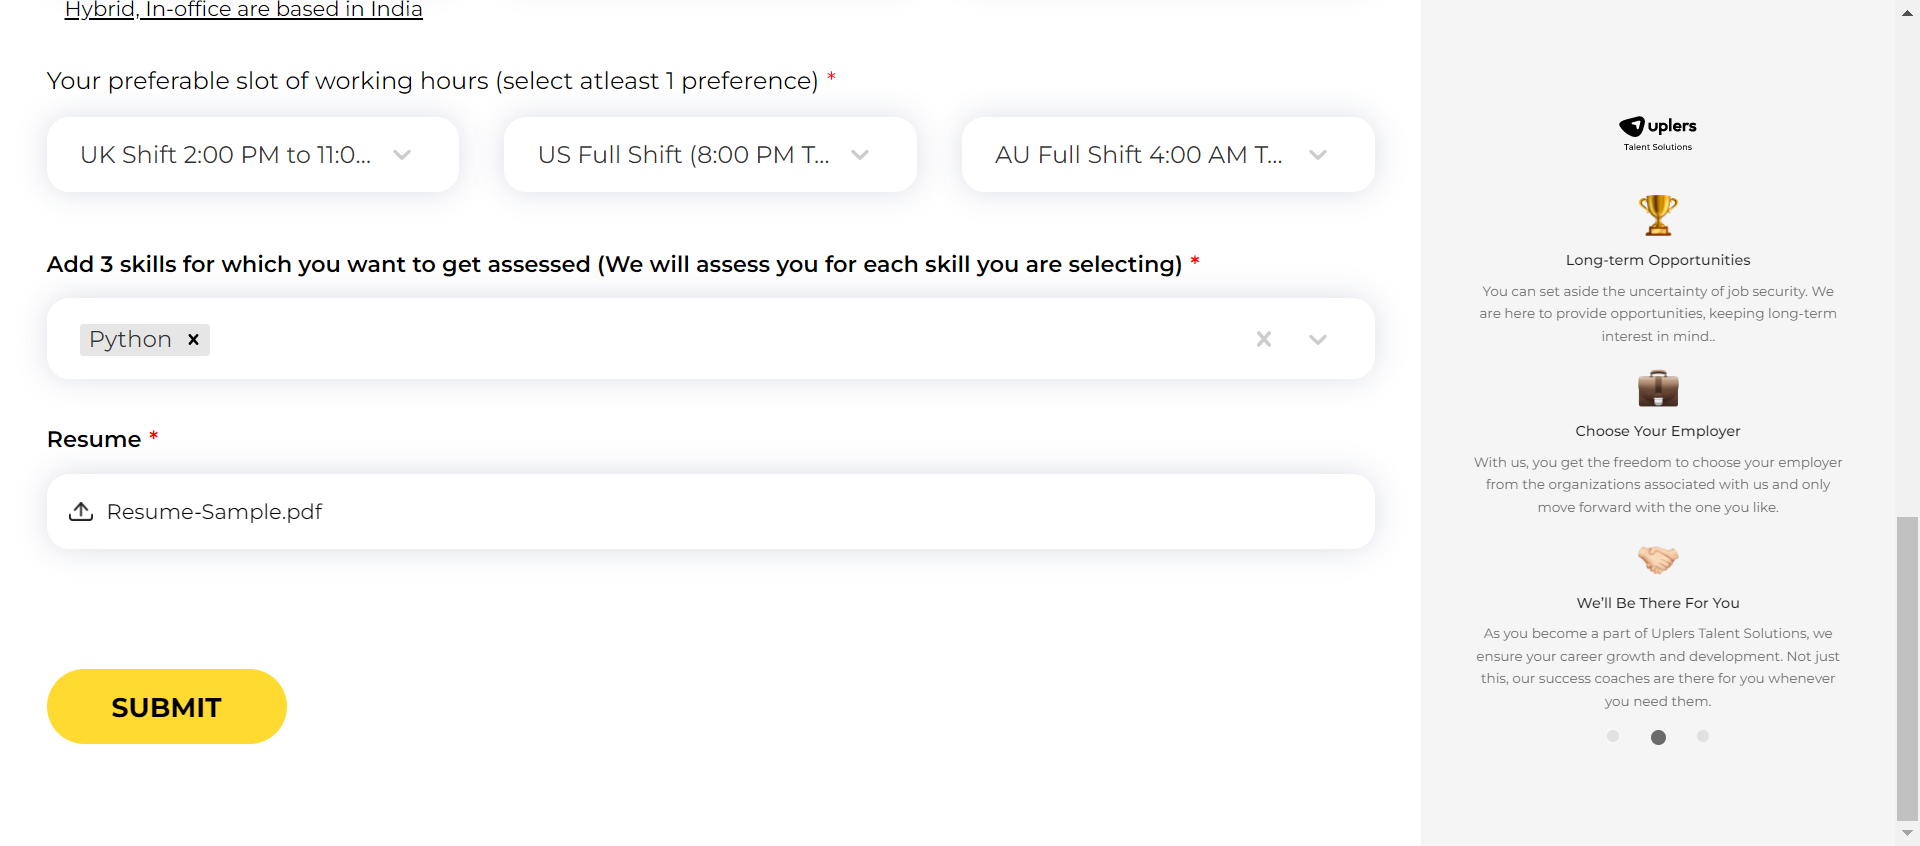 Hybrid, In-office are based in India
Your preferable slot of working hours (select atleast 1 preference) *
UK Shift 2:00 PM to 11:0...
US Full Shift (8:00 PM T...
AU Full Shift 4:00 AM T...
Add 3 skills for which you want to get assessed (We will assess you for each skill you are selecting) *
Python
Resume *
Resume-Sample.pdf
SUBMIT
uplers
Talent Solutions
Long-term Opportunities
You can set aside the uncertainty of job security. We
are here to provide opportunities, keeping long-term
interest in mind..
Choose Your Employer
With us, you get the freedom to choose your employer
from the organizations associated with us and only
move forward with the one you like.
We'll Be There For You
As you become a part of Uplers Talent Solutions, we
ensure your career growth and development. Not just
this, our success coaches are there for you whenever
you need them.